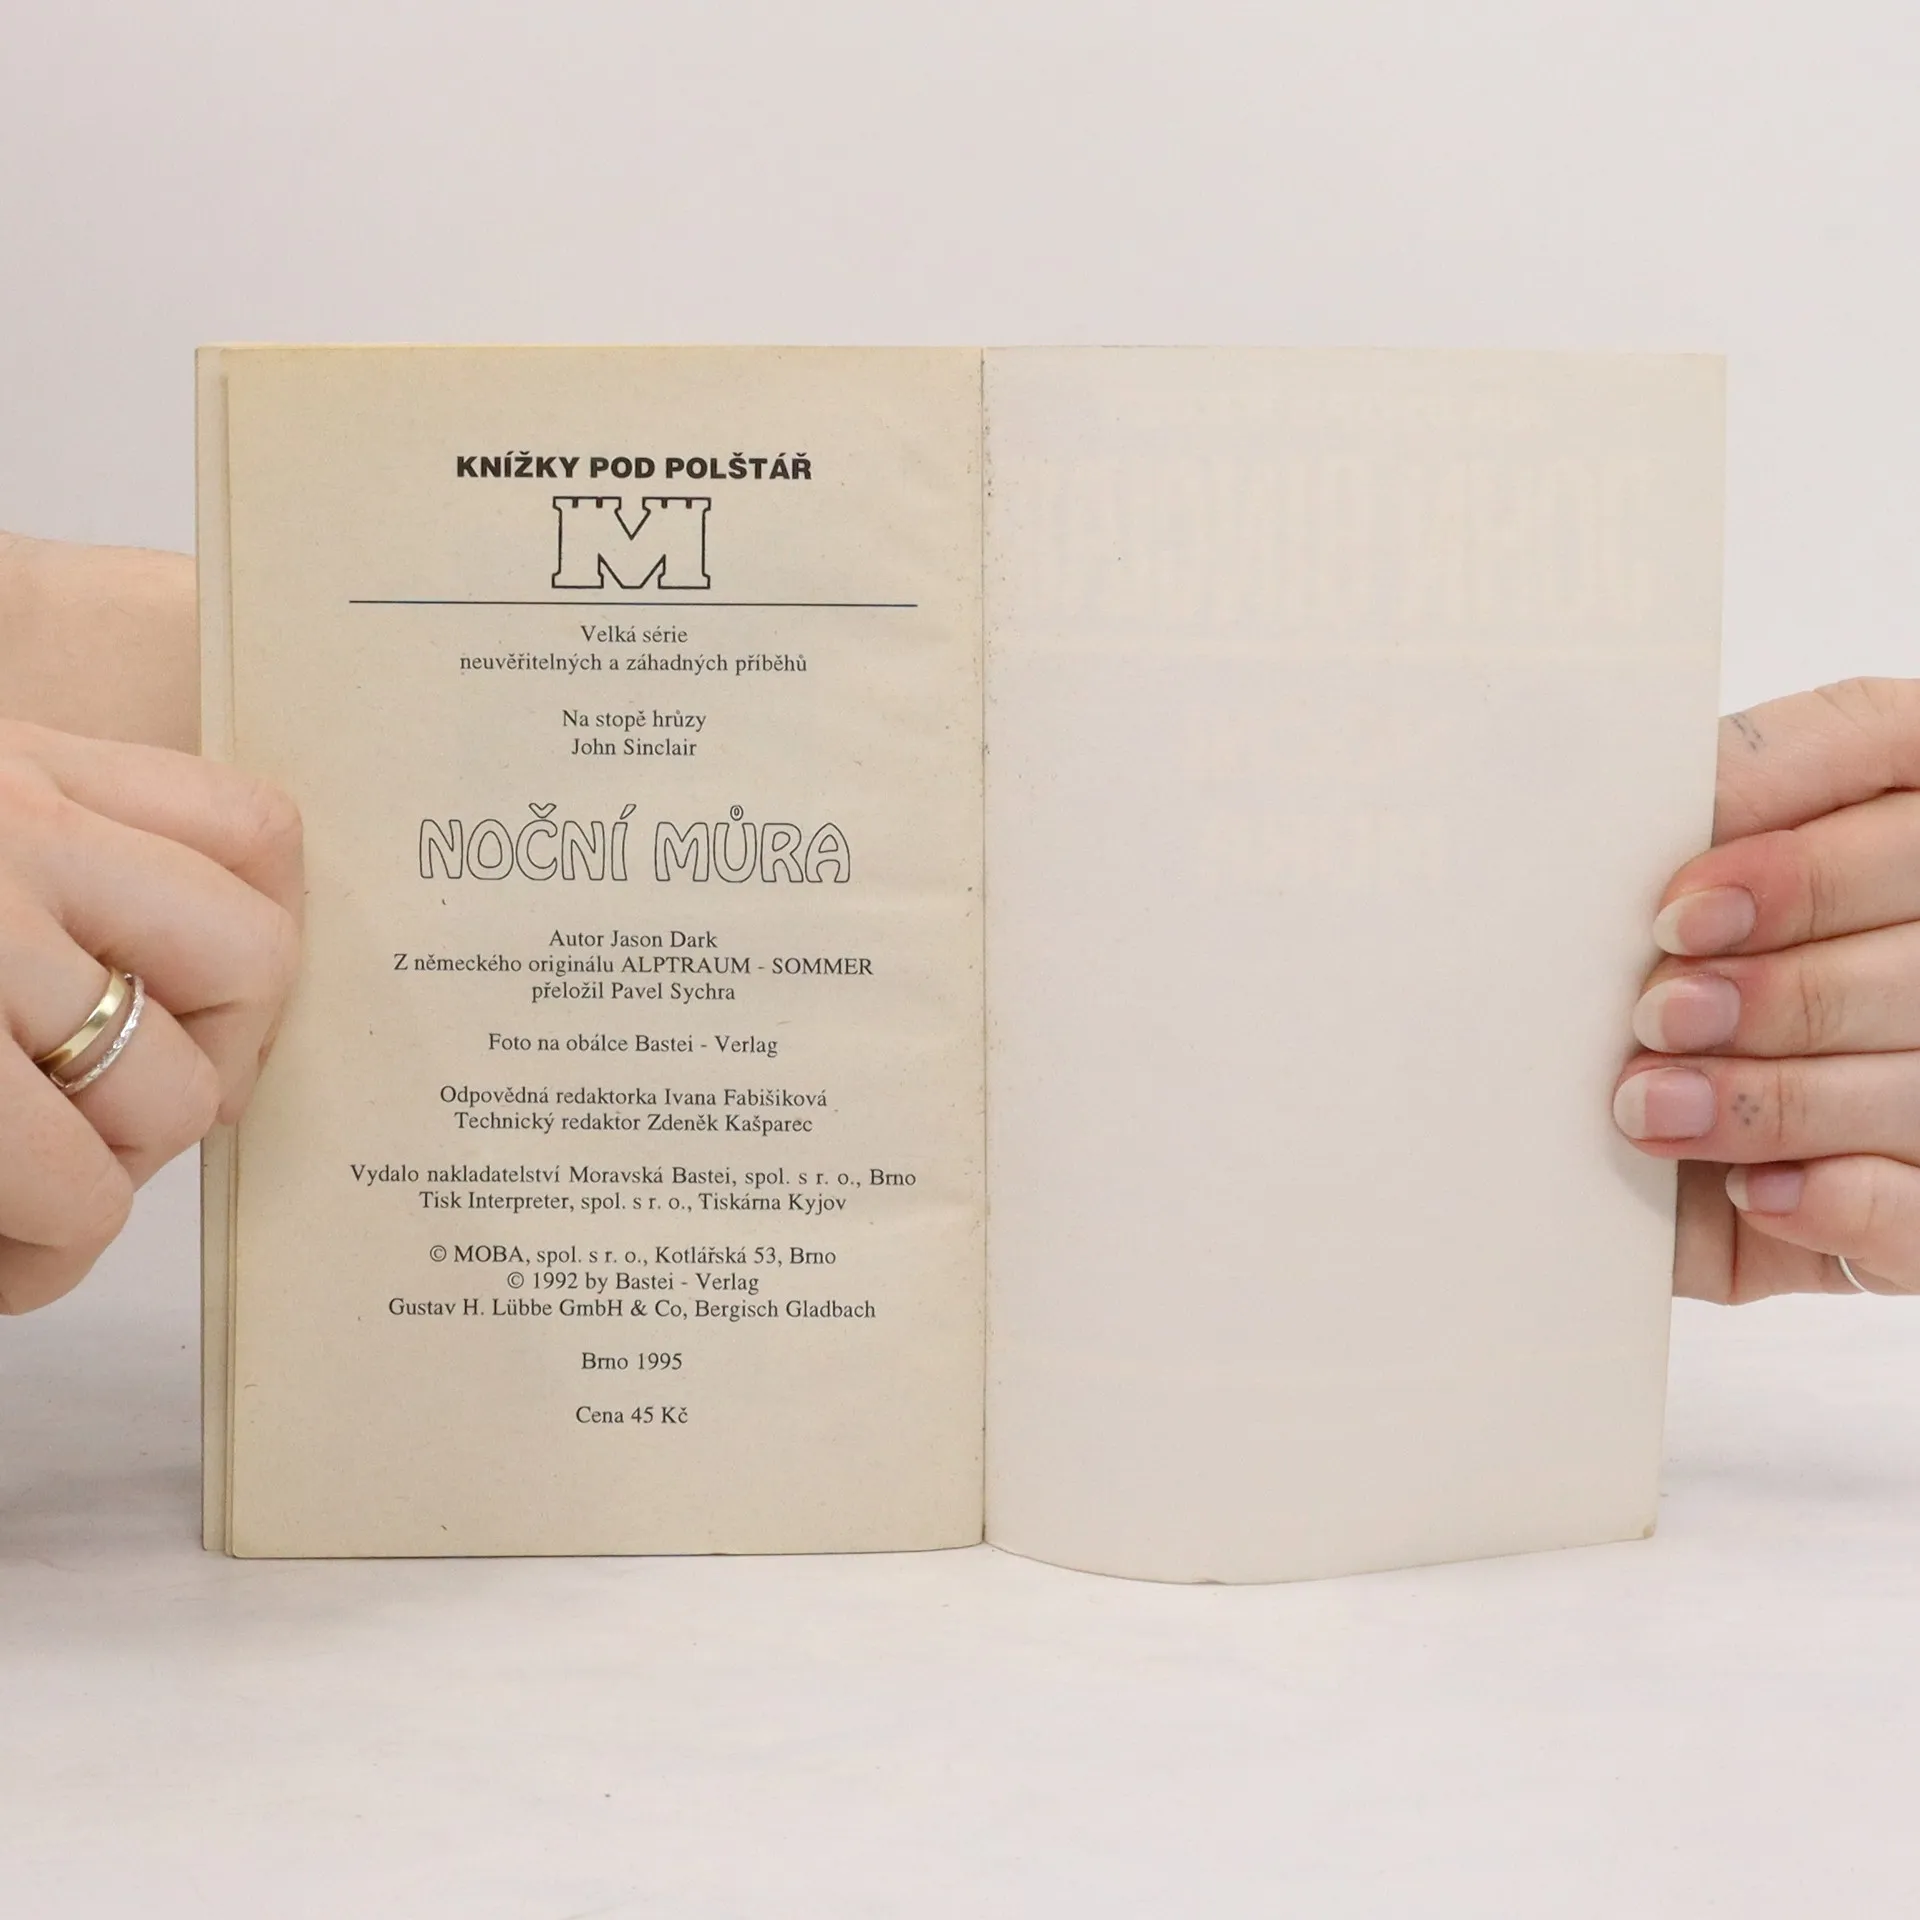 KNÍŽKY POD POLŠTÁŘ
M
Velká série
neuvěřitelných a záhadných příběhů
Na stopě hrůzy
John Sinclair
NOČNÍ MŮRA
Autor Jason Dark
Z německého originálu ALPTRAUM - SOMMER
přeložil Pavel Sychra
Foto na obálce Bastei - Verlag
Odpovědná redaktorka Ivana Fabišiková
Technický redaktor Zdeněk Kašparec
Vydalo nakladatelství Moravská Bastei, spol. s r. o., Brno
Tisk Interpreter, spol. s r. o., Tiskárna Kyjov
© MOBA, spol. s r. o., Kotlářská 53, Brno
© 1992 by Bastei - Verlag
Gustav H. Lübbe GmbH & Co, Bergisch Gladbach
Brno 1995
Cena 45 Kč